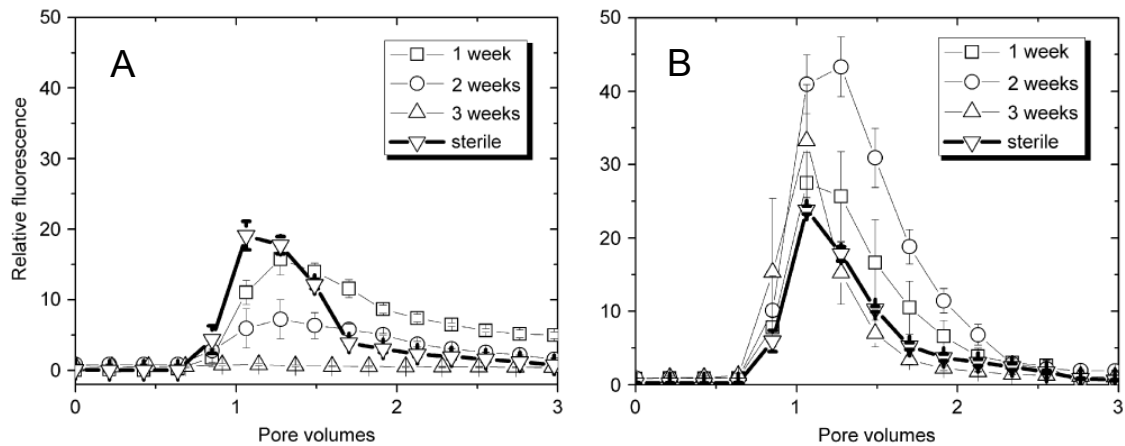 A
1 week
2 weeks
3 weeks
sterile
50
40
30
20
10
0
Relative fluorescence
0 1 2 3
Pore volumes
B
1 week
2 weeks
3 weeks
sterile
50
40
30
20
10
0
0 1 2 3
Pore volumes